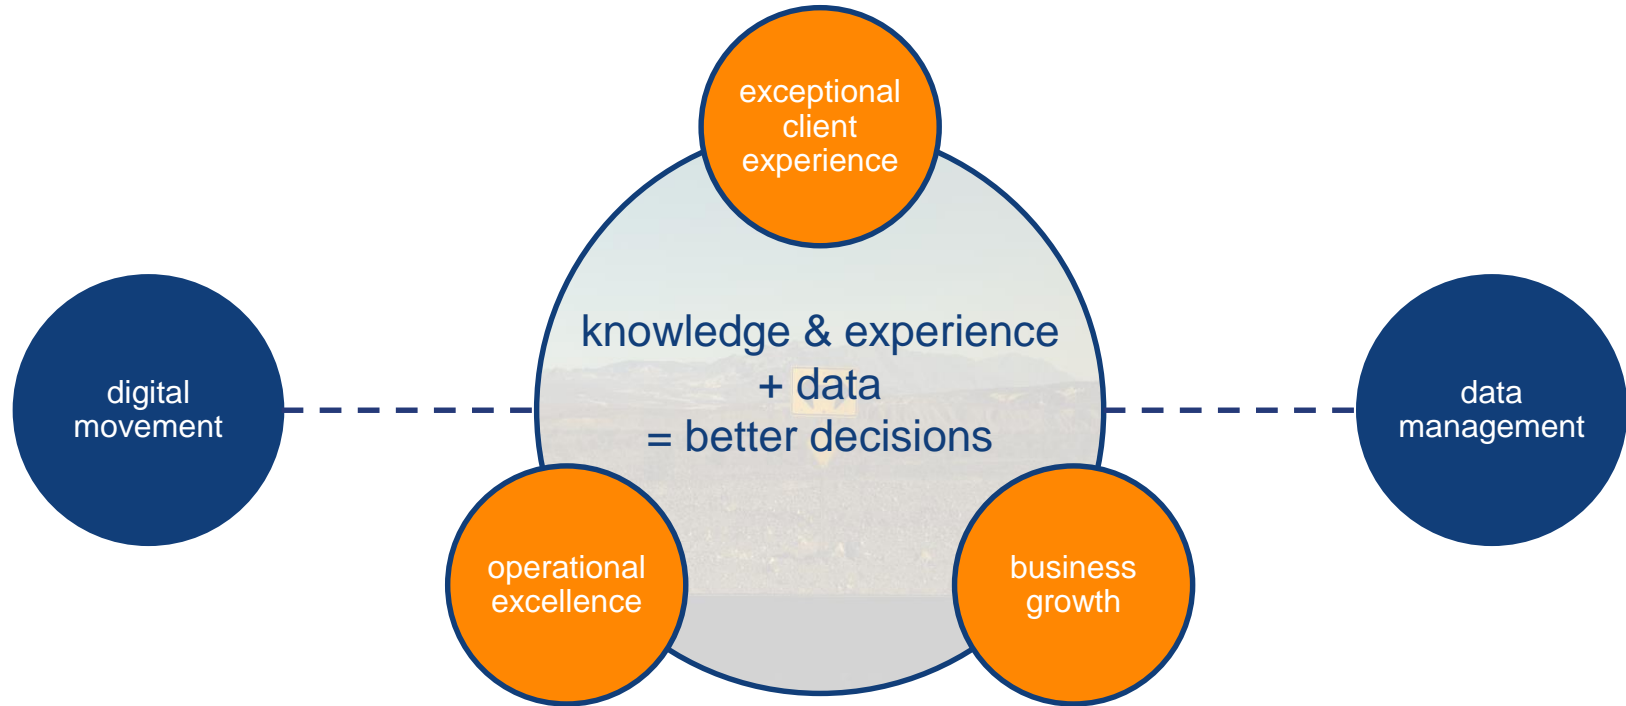 exceptional
client
experience
knowledge & experience
+ data
= better decisions
digital
movement
data
management
operational
excellence
business
growth